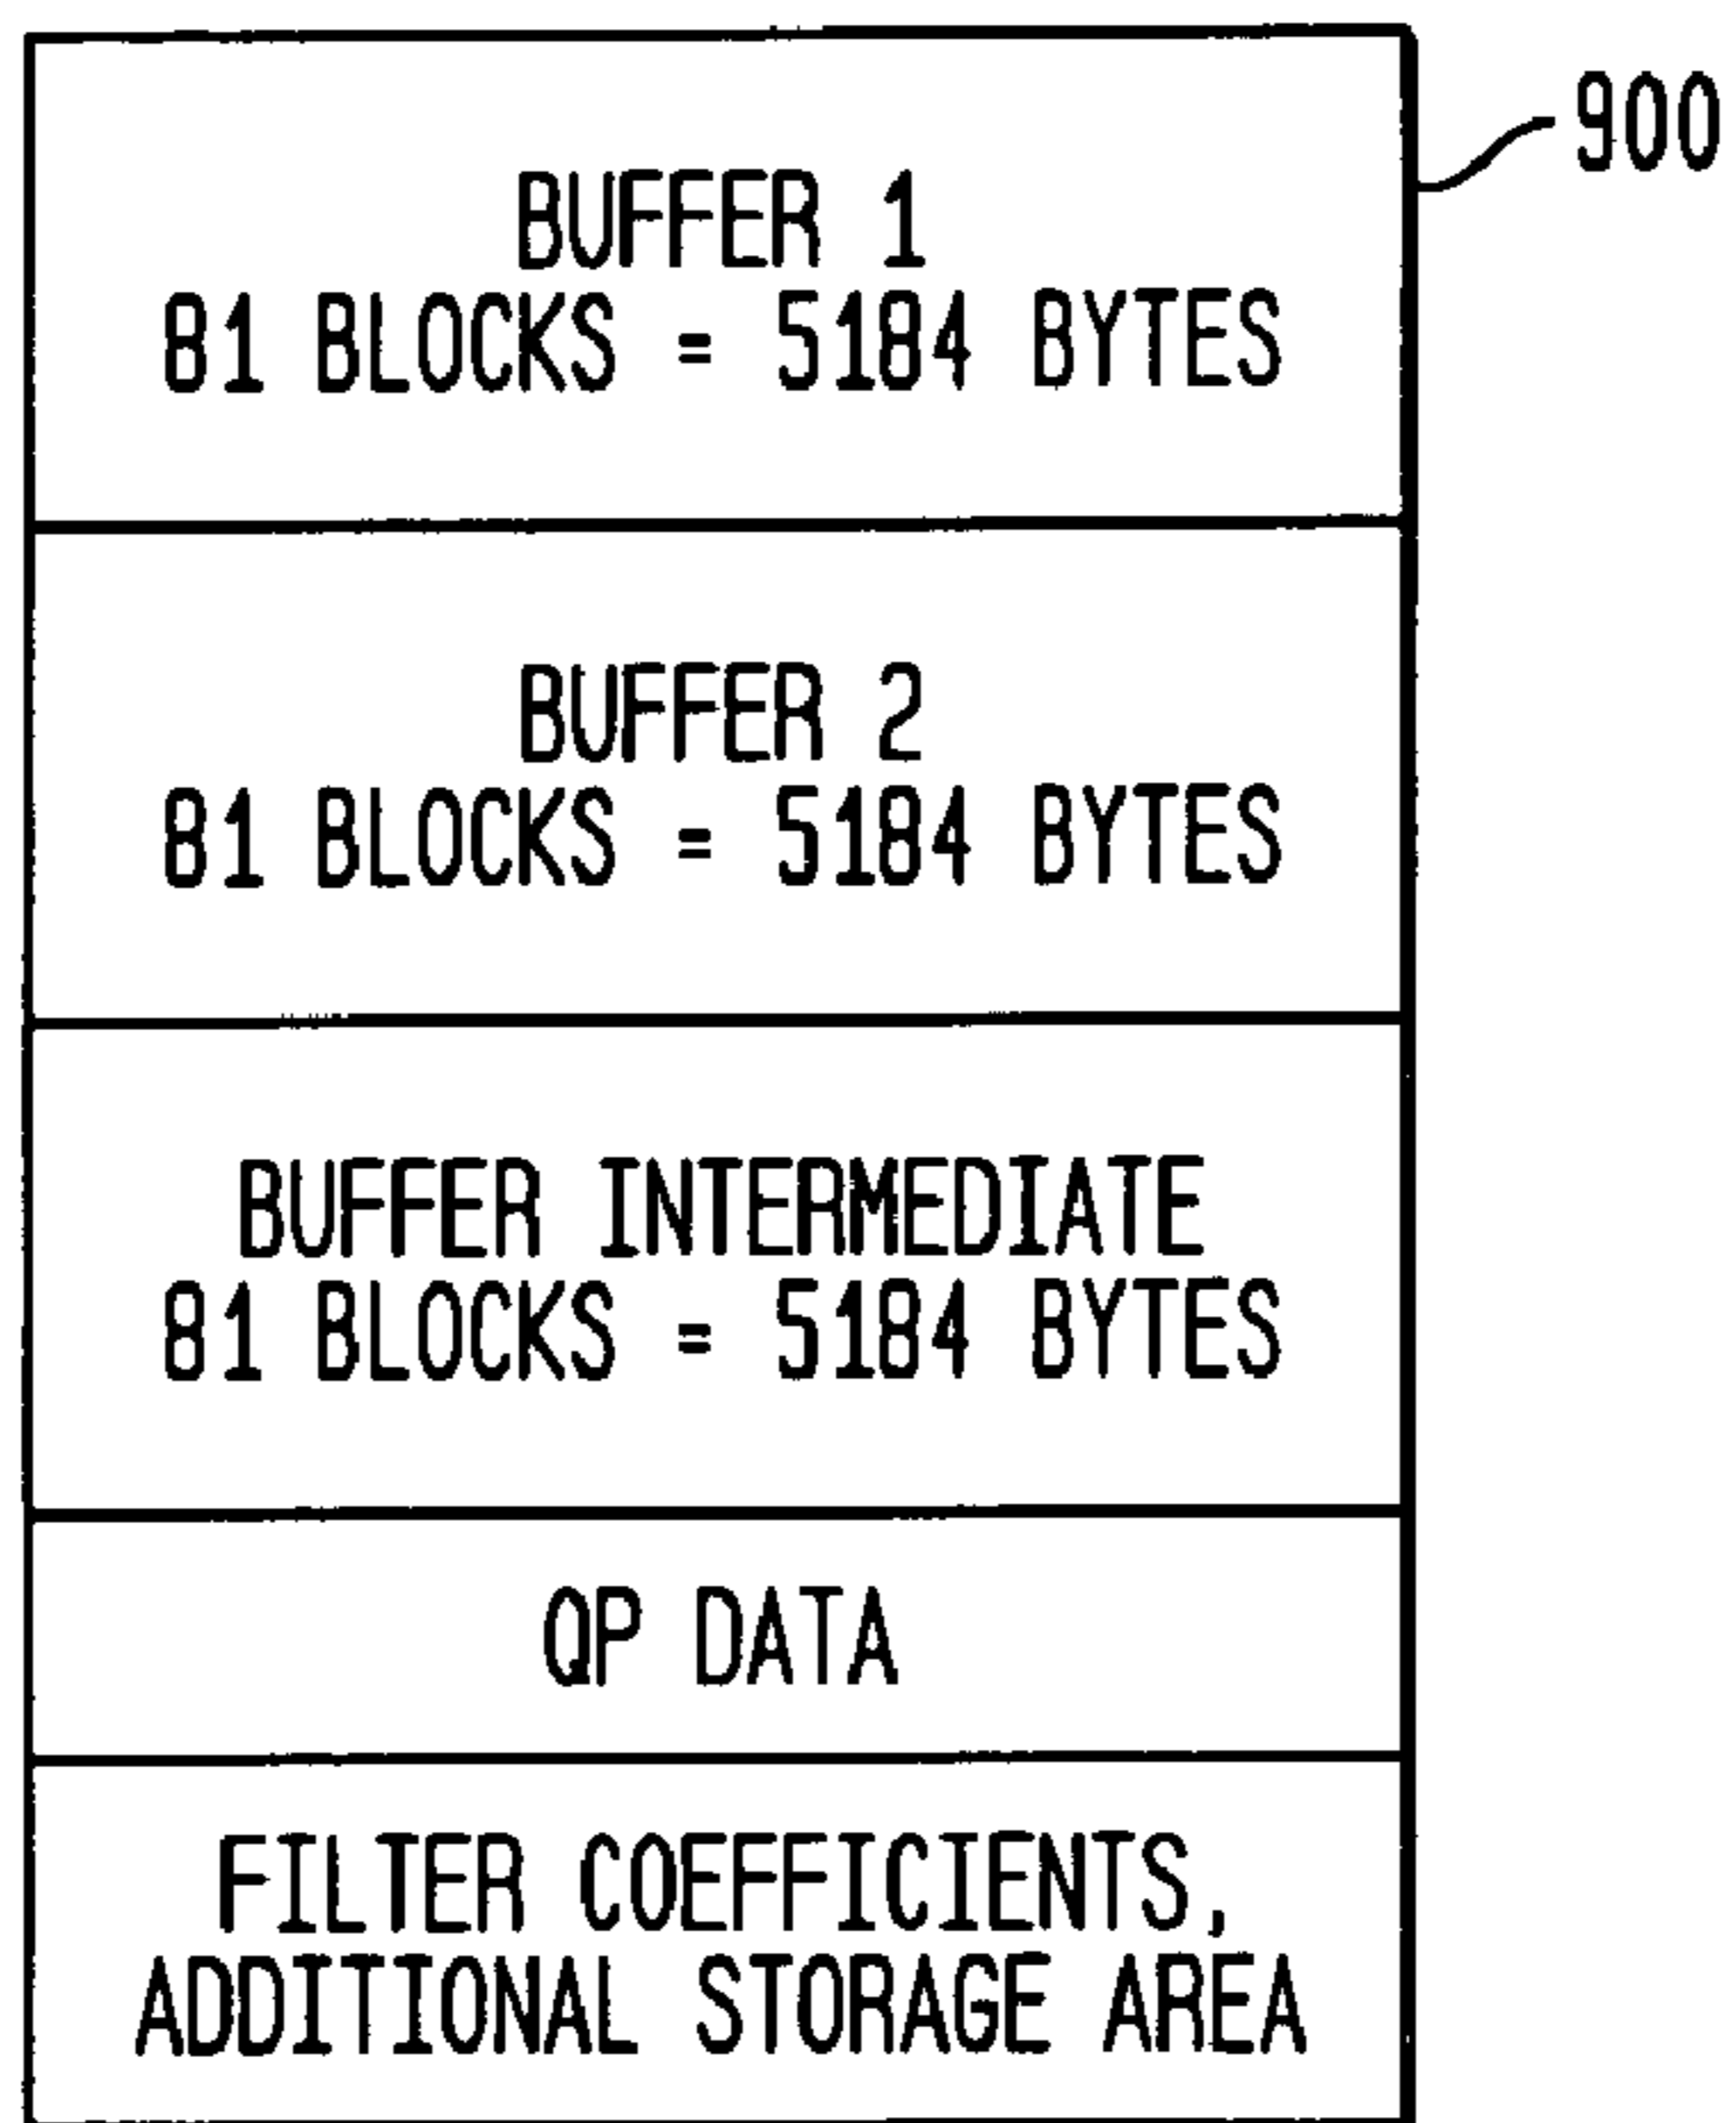 900
BUFFER 1
81 BLOCKS = 5184 BYTES
BUFFER 2
81 BLOCKS = 5184 BYTES
BUFFER INTERMEDIATE
81 BLOCKS = 5184 BYTES
QP DATA
FILTER COEFFICIENTS,
ADDITIONAL STORAGE AREA